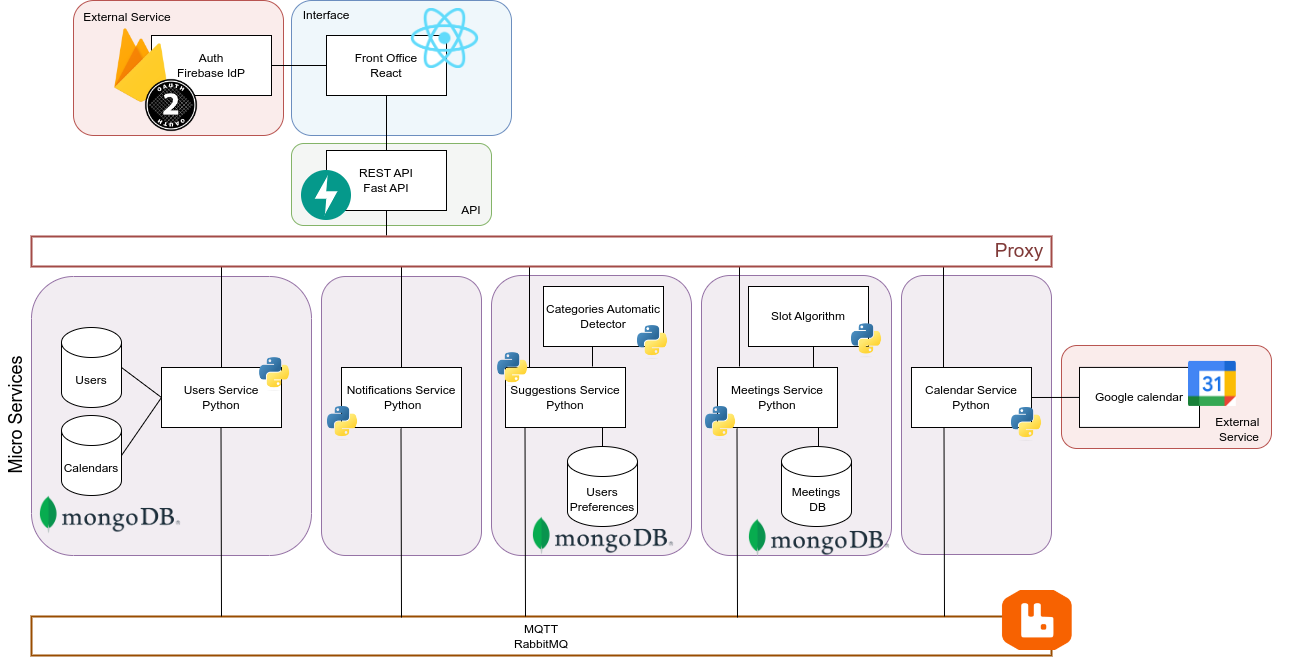 External Service
Auth
Firebase IdP
OAUTH
2
OAUTH
Interface
Front Office
React
REST API
Fast API
API
Proxy
Micro Services
Users
Calendars
Users Service
Python
mongoDB®
Notifications Service
Python
Categories Automatic
Detector
Suggestions Service
Python
Users
Preferences
mongoDB®
Slot Algorithm
Meetings Service
Python
Meetings
DB
mongoDB®
Calendar Service
Python
Google calendar
31
External
Service
MQTT
RabbitMQ